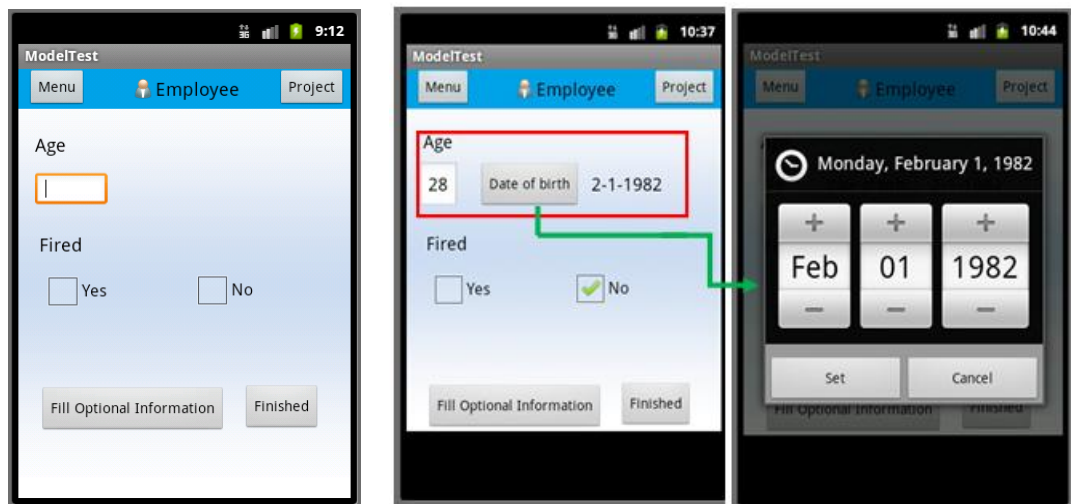 9:12
ModelTest
Menu Employee Project
Age
Fired
Yes No
Fill Optional Information Finished
10:37
ModelTest
Menu Employee Project
Age
28 Date of birth 2-1-1982
Fired
Yes No
Fill Optional Information Finished
10:44
ModelTest
Menu Employee Project
Monday, February 1, 1982
Feb 01 1982
Set Cancel
Fill Optional Information Finished